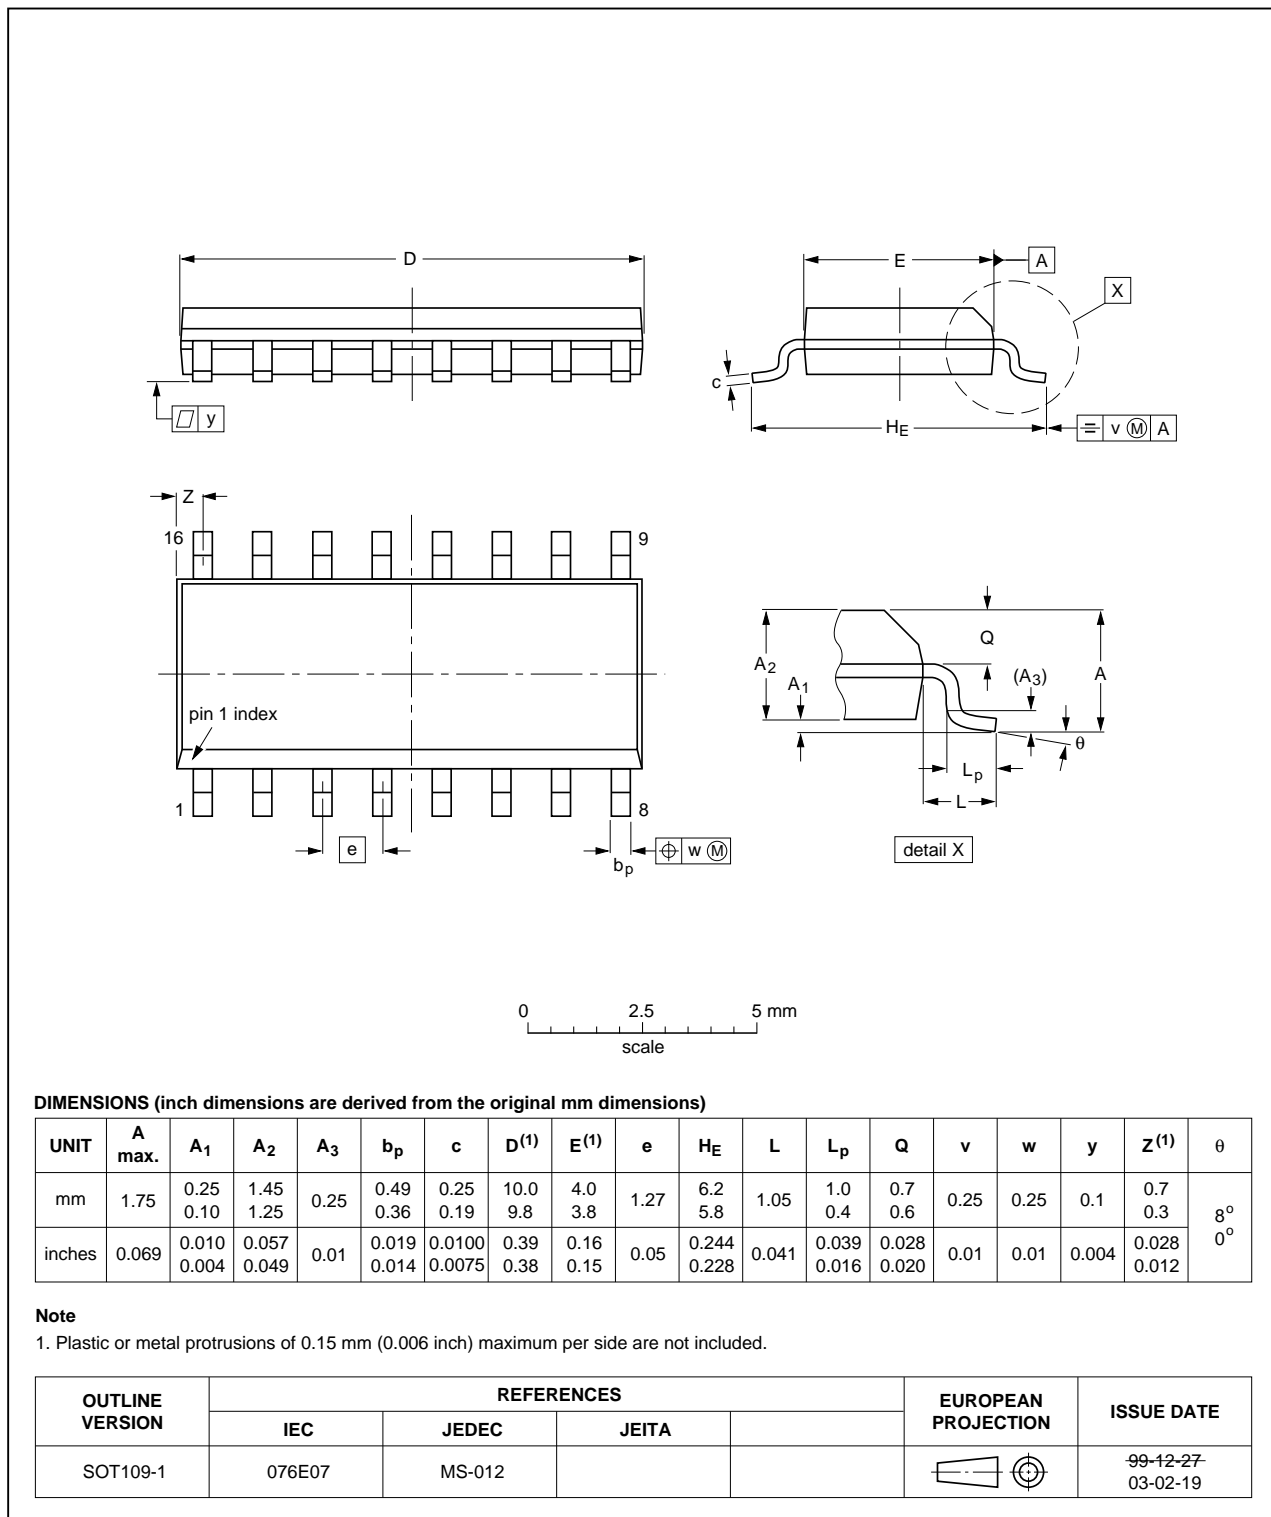 D
E
A
X
c
y
HE
v M A
Z
16
9
Q
A2
A1
(A3)
A
pin 1 index
θ
Lp
L
1
8
e
w M
bp
detail X
0 2.5 5 mm
scale
DIMENSIONS (inch dimensions are derived from the original mm dimensions)
UNIT A max. A1 A2 A3 bp c D(1) E(1) e HE L Lp Q v w y Z(1) θ
mm 1.75 0.25 0.10 1.45 1.25 0.25 0.49 0.36 0.25 0.19 10.0 9.8 4.0 3.8 1.27 6.2 5.8 1.05 1.0 0.4 0.7 0.6 0.25 0.25 0.1 0.7 0.3 8o 0o
inches 0.069 0.010 0.004 0.057 0.049 0.01 0.019 0.014 0.0100 0.0075 0.39 0.38 0.16 0.15 0.05 0.244 0.228 0.041 0.039 0.016 0.028 0.020 0.01 0.01 0.004 0.028 0.012
Note
1. Plastic or metal protrusions of 0.15 mm (0.006 inch) maximum per side are not included.
OUTLINE VERSION REFERENCES EUROPEAN PROJECTION ISSUE DATE
IEC JEDEC JEITA
SOT109-1 076E07 MS-012 99-12-27
03-02-19